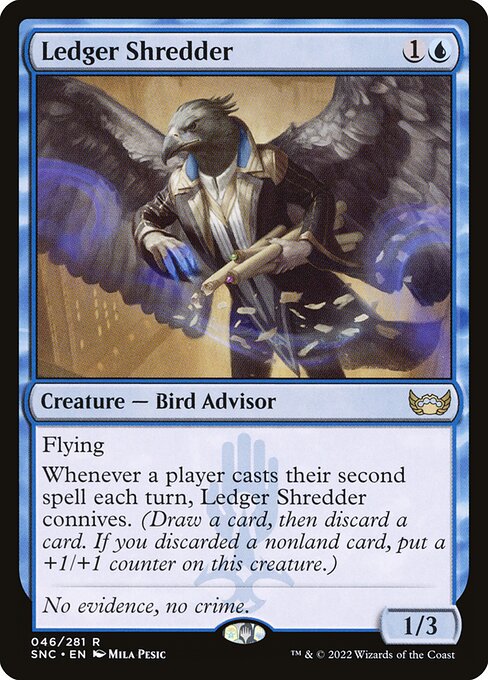 Ledger Shredder 1
Creature — Bird Advisor
Flying
Whenever a player casts their second
spell each turn, Ledger Shredder
connives. (Draw a card, then discard a
card. If you discarded a nonland card, put a
+1/+1 counter on this creature.)
No evidence, no crime.
1/3
046/281 R
SNC • EN Mila Pesic
™ & © 2022 Wizards of the Coast